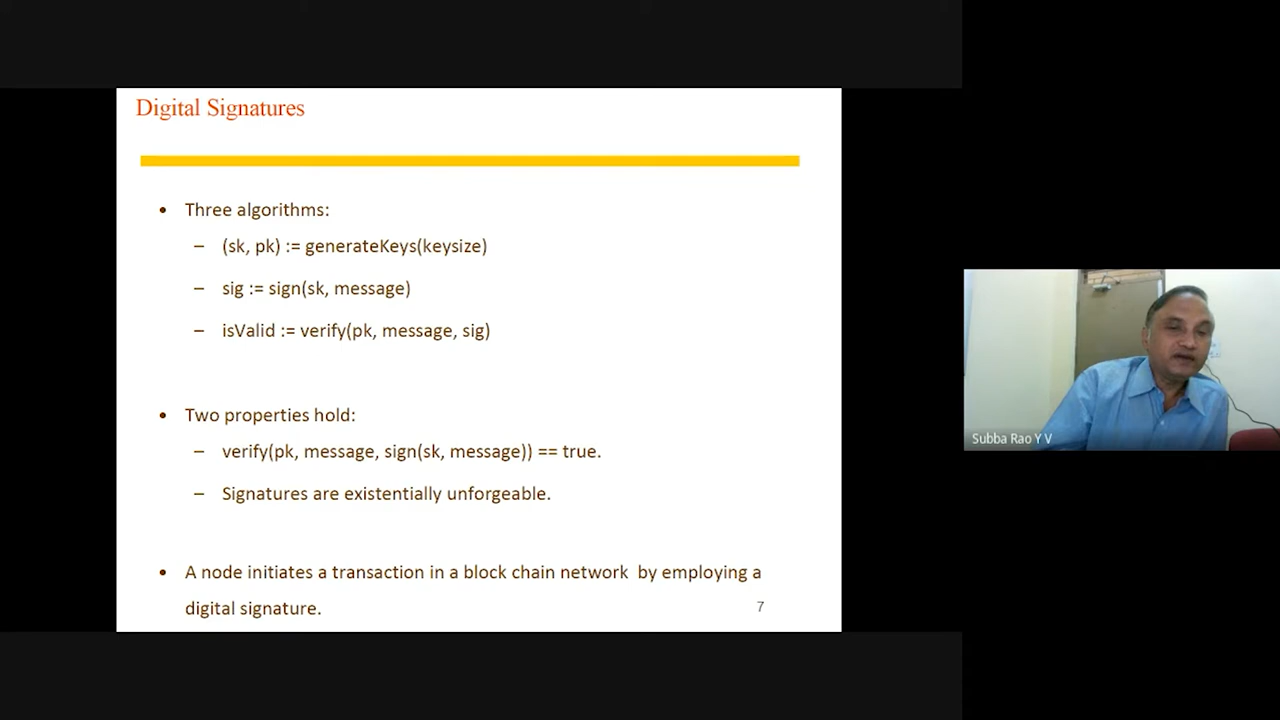 Digital Signatures
• Three algorithms:
– (sk, pk) := generateKeys(keysize)
– sig := sign(sk, message)
– isValid := verify(pk, message, sig)
• Two properties hold:
– verify(pk, message, sign(sk, message)) == true.
– Signatures are existentially unforgeable.
• A node initiates a transaction in a block chain network by employing a
digital signature.
7
Subba Rao Y V